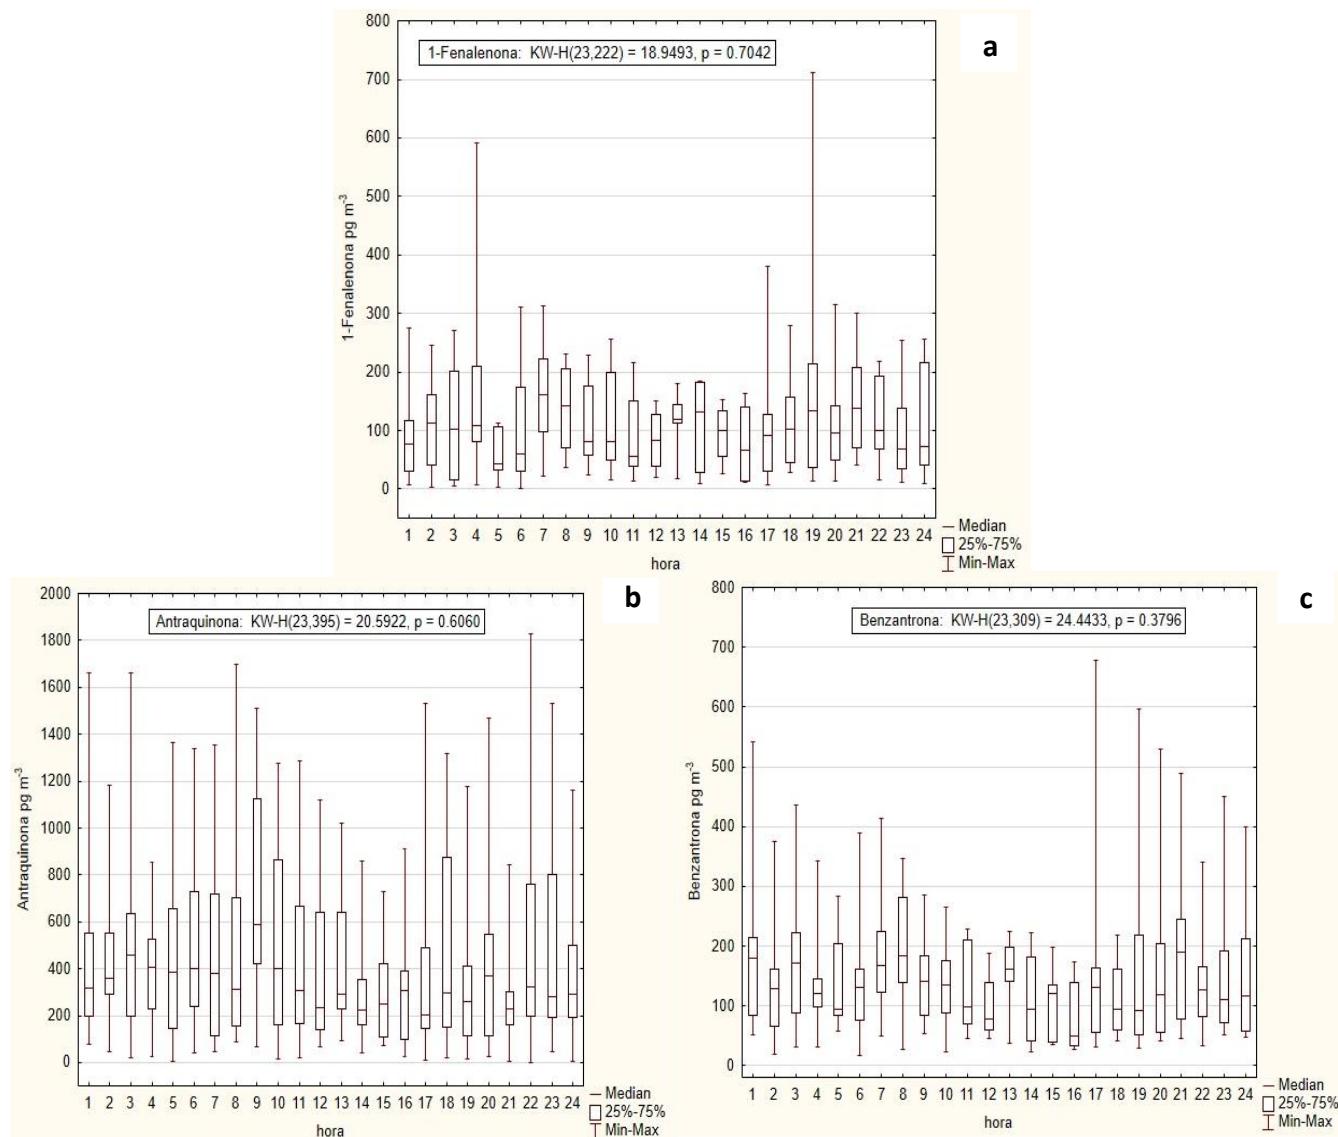 a
1-Fenalenona: KW-H(23,222) = 18.9493, p = 0.7042
800
700
600
500
400
300
200
100
0
1-Fenalenona pg m⁻³
1 2 3 4 5 6 7 8 9 10 11 12 13 14 15 16 17 18 19 20 21 22 23 24
hora
Median
25%-75%
Min-Max
b
Antraquinona: KW-H(23,395) = 20.5922, p = 0.6060
2000
1800
1600
1400
1200
1000
800
600
400
200
0
Antraquinona pg m⁻³
1 2 3 4 5 6 7 8 9 10 11 12 13 14 15 16 17 18 19 20 21 22 23 24
hora
Median
25%-75%
Min-Max
c
Benzantrona: KW-H(23,309) = 24.4433, p = 0.3796
800
700
600
500
400
300
200
100
0
Benzantrona pg m⁻³
1 2 3 4 5 6 7 8 9 10 11 12 13 14 15 16 17 18 19 20 21 22 23 24
hora
Median
25%-75%
Min-Max